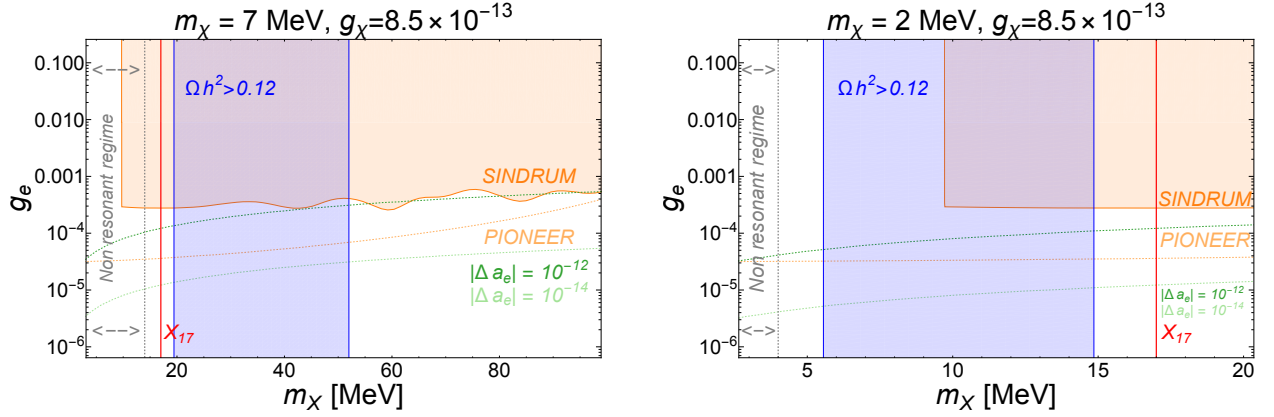 m_χ = 7 MeV, g_χ=8.5×10^-13
0.100
0.010
0.001
10^-4
10^-5
10^-6
g_e
<-->
Non resonant regime
<-->
Ωh²>0.12
SINDRUM
PIONEER
|Δa_e| = 10^-12
|Δa_e| = 10^-14
X_17
20
40
60
80
m_X [MeV]
m_χ = 2 MeV, g_χ=8.5×10^-13
0.100
0.010
0.001
10^-4
10^-5
10^-6
g_e
<->
Non resonant regime
<->
Ωh²>0.12
SINDRUM
PIONEER
|Δa_e| = 10^-12
|Δa_e| = 10^-14
X_17
5
10
15
20
m_X [MeV]